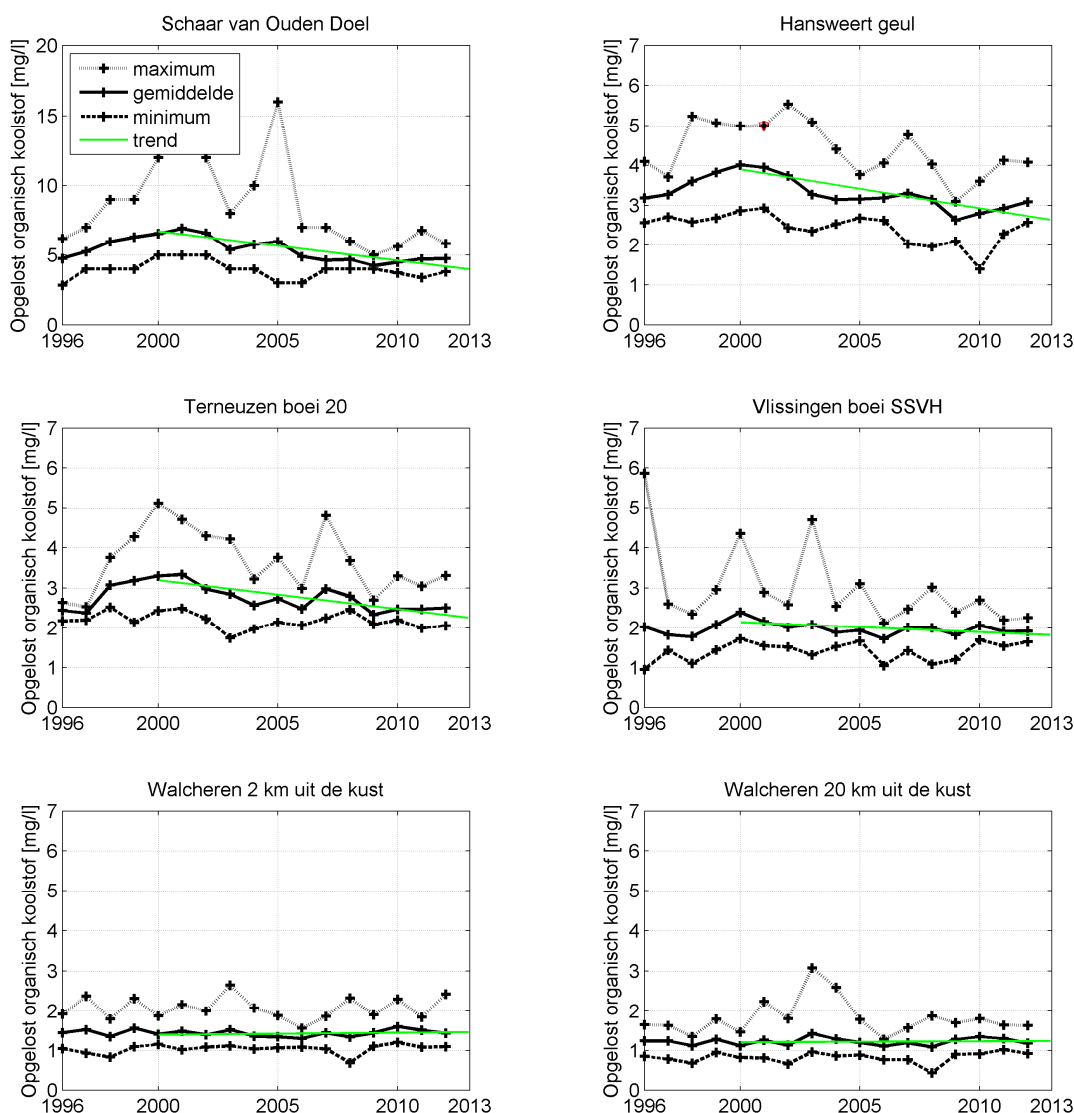 Schaar van Ouden Doel
Opgelost organisch koolstof [mg/l]
20
15
10
5
0
maximum
gemiddelde
minimum
trend
1996 2000 2005 2010 2013
Hansweert geul
Opgelost organisch koolstof [mg/l]
7
6
5
4
3
2
1
0
1996 2000 2005 2010 2013
Terneuzen boei 20
Opgelost organisch koolstof [mg/l]
7
6
5
4
3
2
1
0
1996 2000 2005 2010 2013
Vlissingen boei SSVH
Opgelost organisch koolstof [mg/l]
7
6
5
4
3
2
1
0
1996 2000 2005 2010 2013
Walcheren 2 km uit de kust
Opgelost organisch koolstof [mg/l]
7
6
5
4
3
2
1
0
1996 2000 2005 2010 2013
Walcheren 20 km uit de kust
Opgelost organisch koolstof [mg/l]
7
6
5
4
3
2
1
0
1996 2000 2005 2010 2013